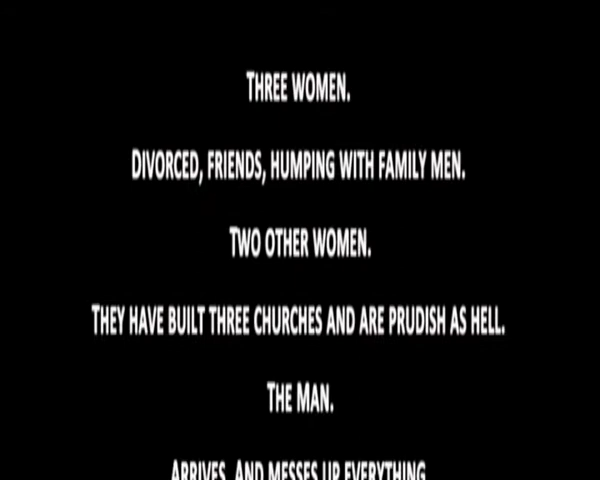 THREE WOMEN.
DIVORCED, FRIENDS, HUMPING WITH FAMILY MEN.
TWO OTHER WOMEN.
THEY HAVE BUILT THREE CHURCHES AND ARE PRUDISH AS HELL.
THE MAN.
ARRIVES, AND MESSES UP EVERYTHING